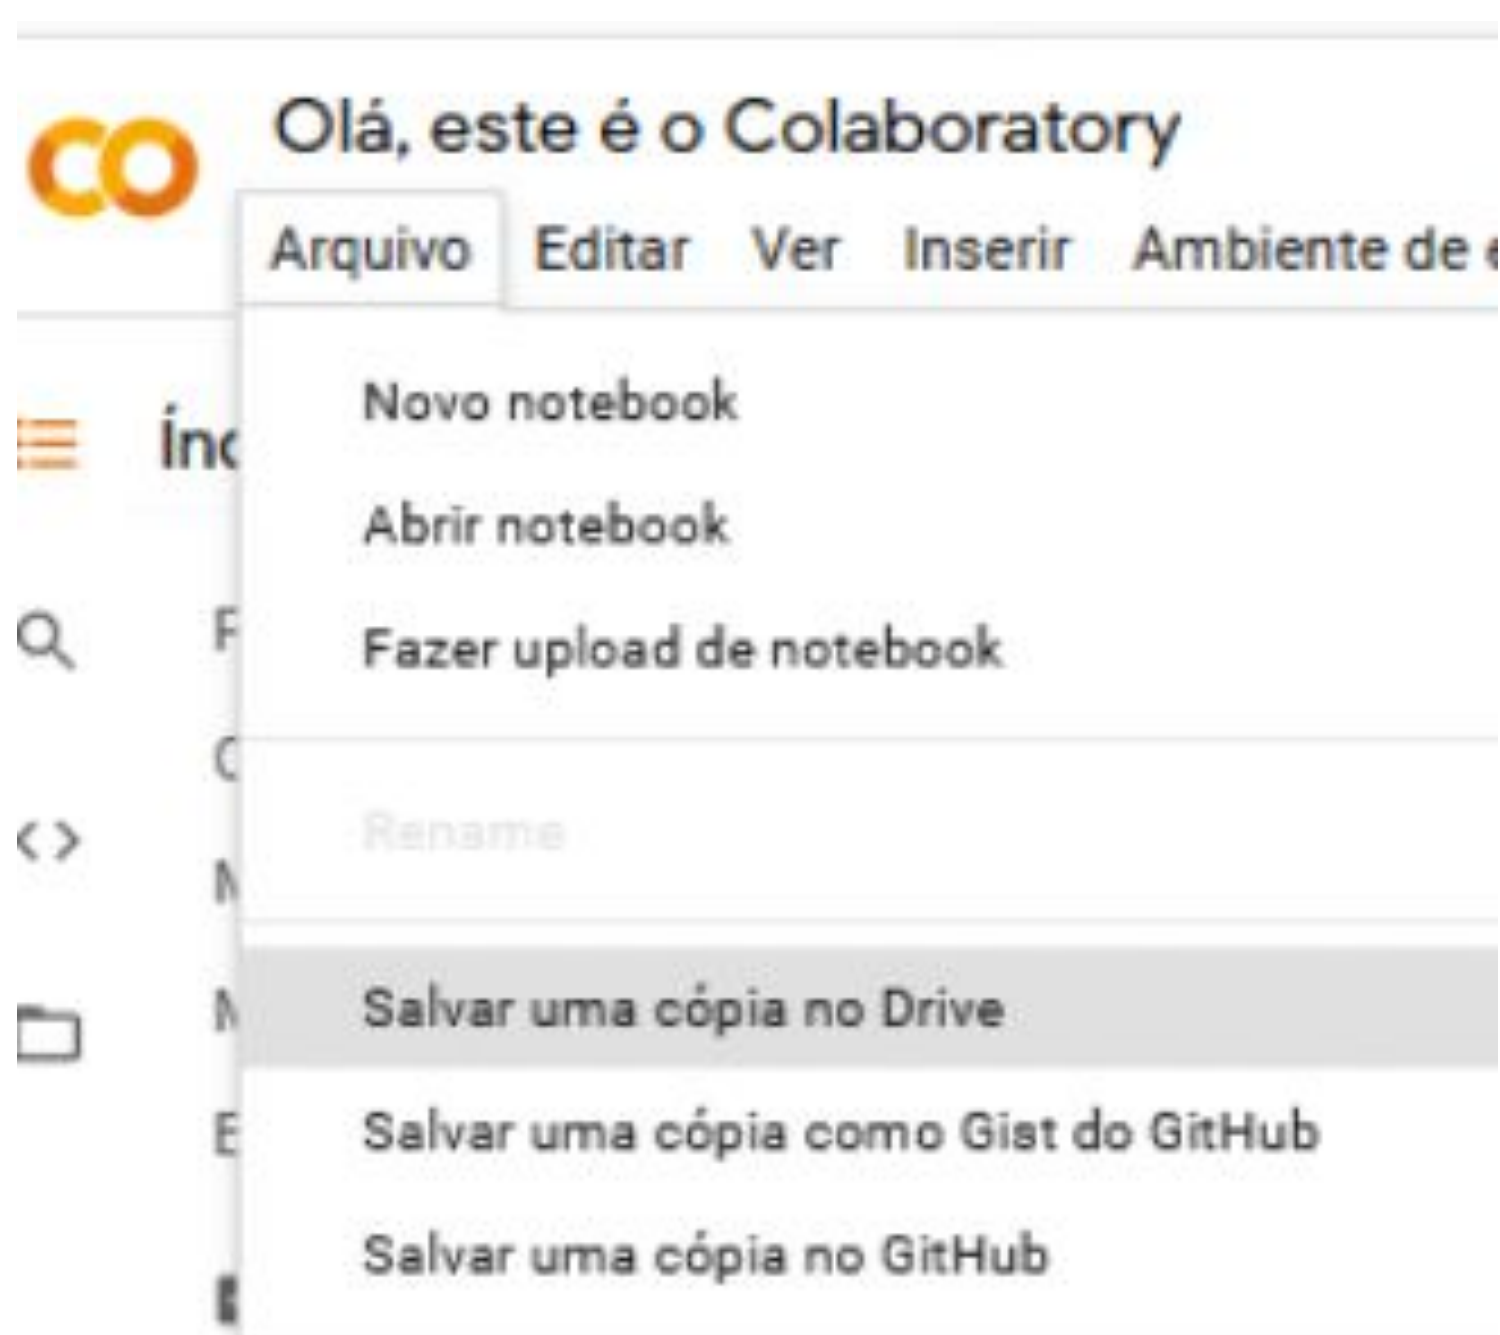 Olá, este é o Colaboratory
Arquivo Editar Ver Inserir Ambiente de
Novo notebook
Abrir notebook
Fazer upload de notebook
Rename
Salvar uma cópia no Drive
Salvar uma cópia como Gist do GitHub
Salvar uma cópia no GitHub